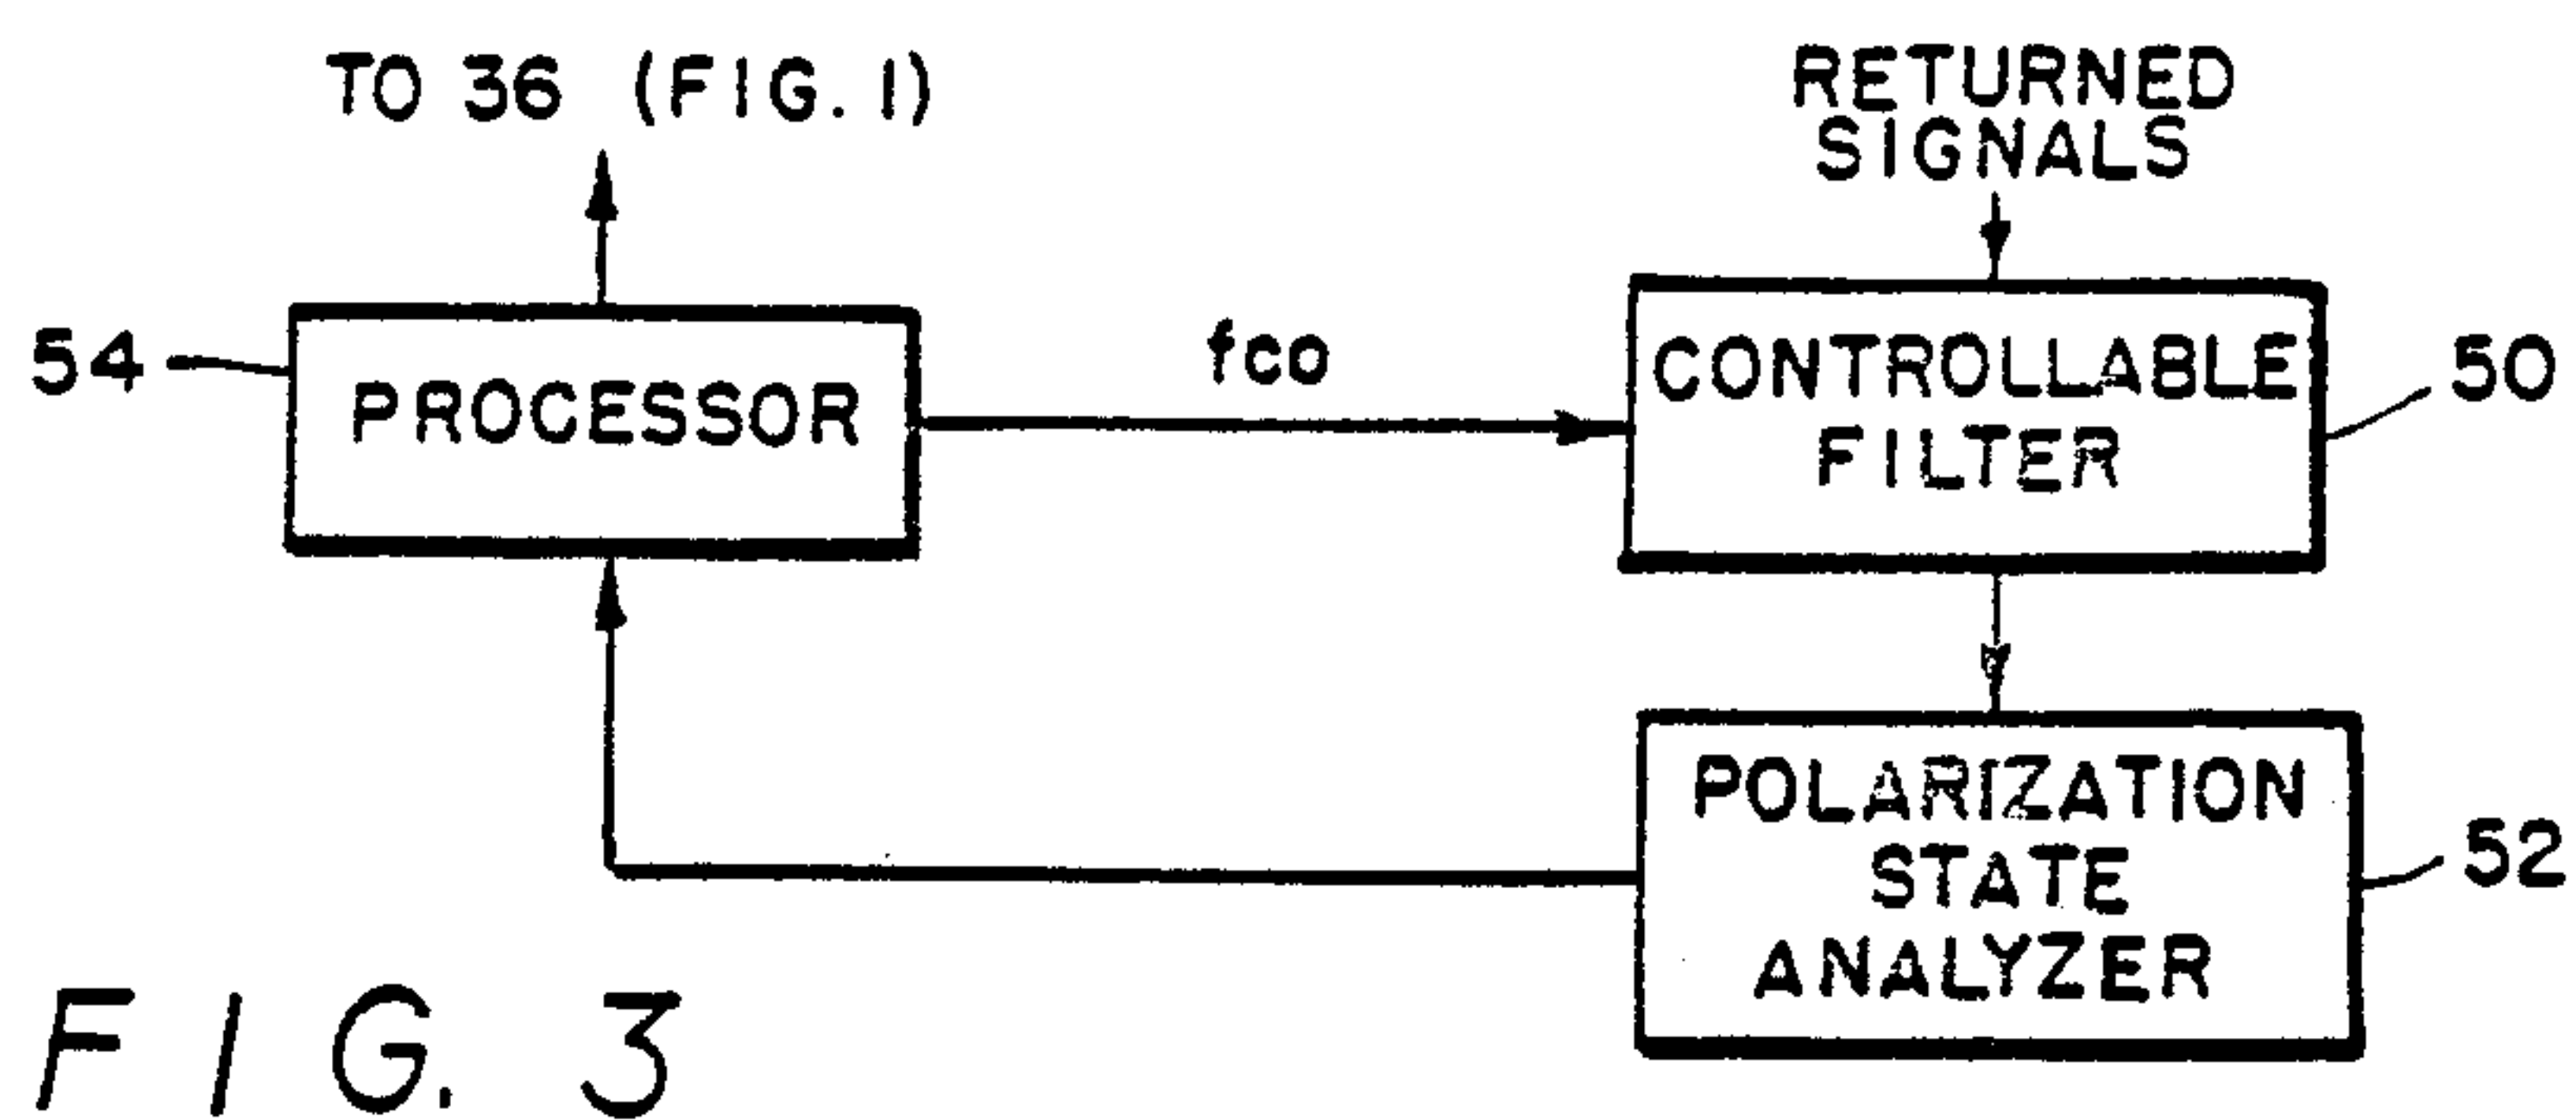 TO 36 (FIG. 1)
RETURNED
SIGNALS
54
PROCESSOR
fco
CONTROLLABLE
FILTER
50
POLARIZATION
STATE
ANALYZER
52
FIG. 3